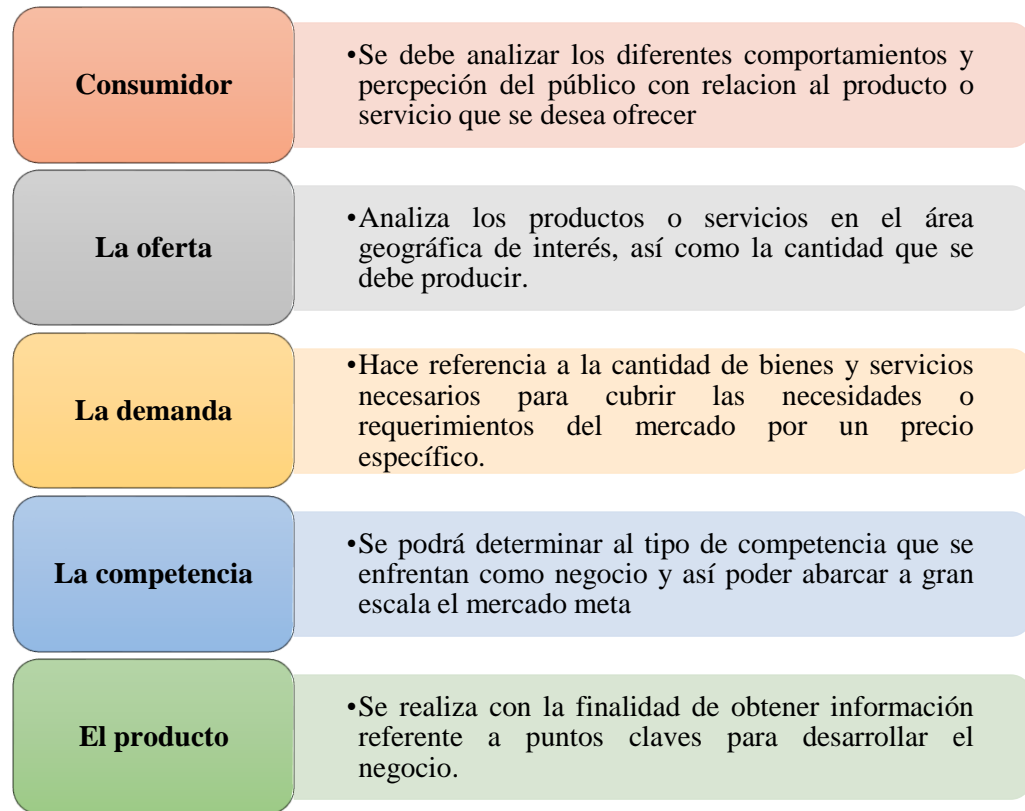 Consumidor
•Se debe analizar los diferentes comportamientos y
percpeción del público con relacion al producto o
servicio que se desea ofrecer
La oferta
•Analiza los productos o servicios en el área
geográfica de interés, así como la cantidad que se
debe producir.
La demanda
•Hace referencia a la cantidad de bienes y servicios
necesarios para cubrir las necesidades o
requerimientos del mercado por un precio
específico.
La competencia
•Se podrá determinar al tipo de competencia que se
enfrentan como negocio y así poder abarcar a gran
escala el mercado meta
El producto
•Se realiza con la finalidad de obtener información
referente a puntos claves para desarrollar el
negocio.